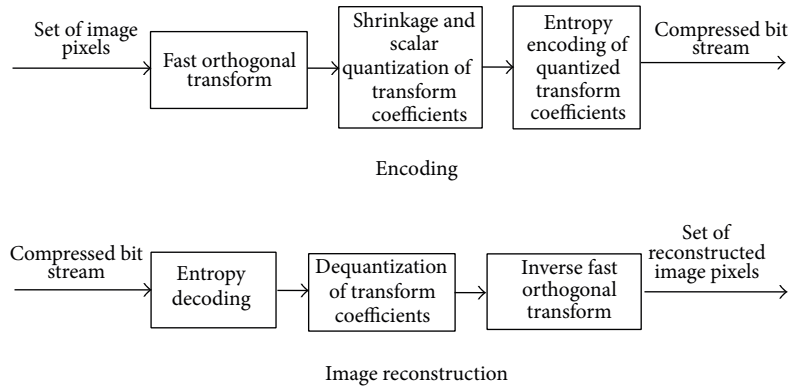 Set of image
pixels
Fast orthogonal
transform
Shrinkage and
scalar
quantization of
transform
coefficients
Entropy
encoding of
quantized
transform
coefficients
Compressed bit
stream
Encoding
Compressed bit
stream
Entropy
decoding
Dequantization
of transform
coefficients
Inverse fast
orthogonal
transform
Set of
reconstructed
image pixels
Image reconstruction